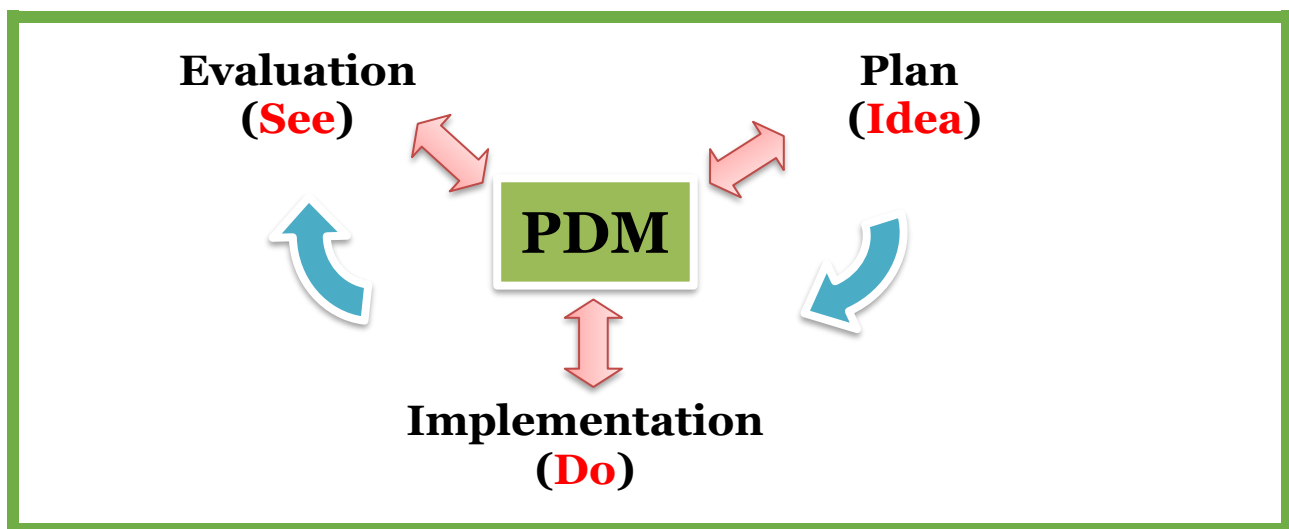 Evaluation
(See)
Plan
(Idea)
PDM
Implementation
(Do)